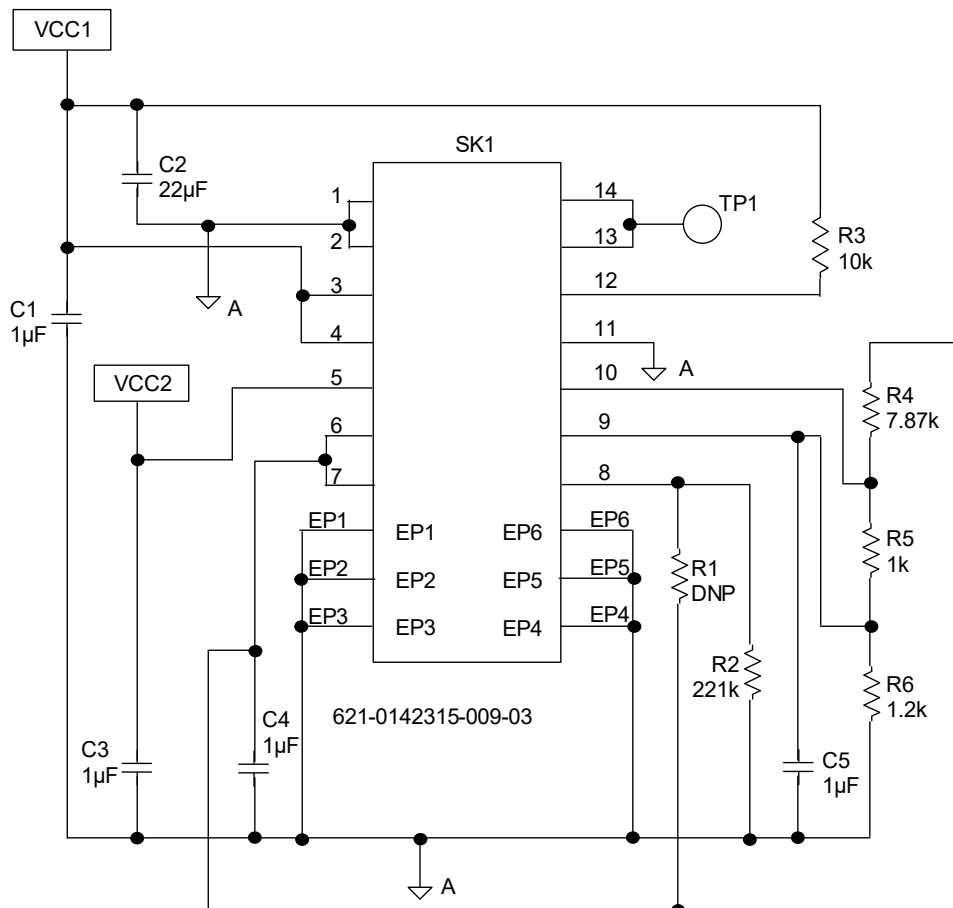 VCC1
SK1
C2
22µF
1
14
TP1
2
13
R3
10k
3
12
A
C1
1µF
4
11
A
VCC2
5
10
R4
7.87k
6
9
7
8
EP1
EP1
EP6
EP6
R5
1k
EP2
EP2
EP5
EP5
R1
DNP
EP3
EP3
EP4
EP4
R2
221k
R6
1.2k
621-0142315-009-03
C4
1µF
C3
1µF
C5
1µF
A